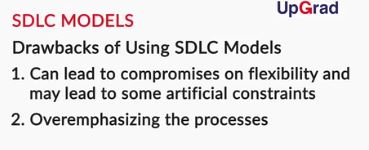 UpGrad
SDLC MODELS
Drawbacks of Using SDLC Models
1. Can lead to compromises on flexibility and
may lead to some artificial constraints
2. Overemphasizing the processes